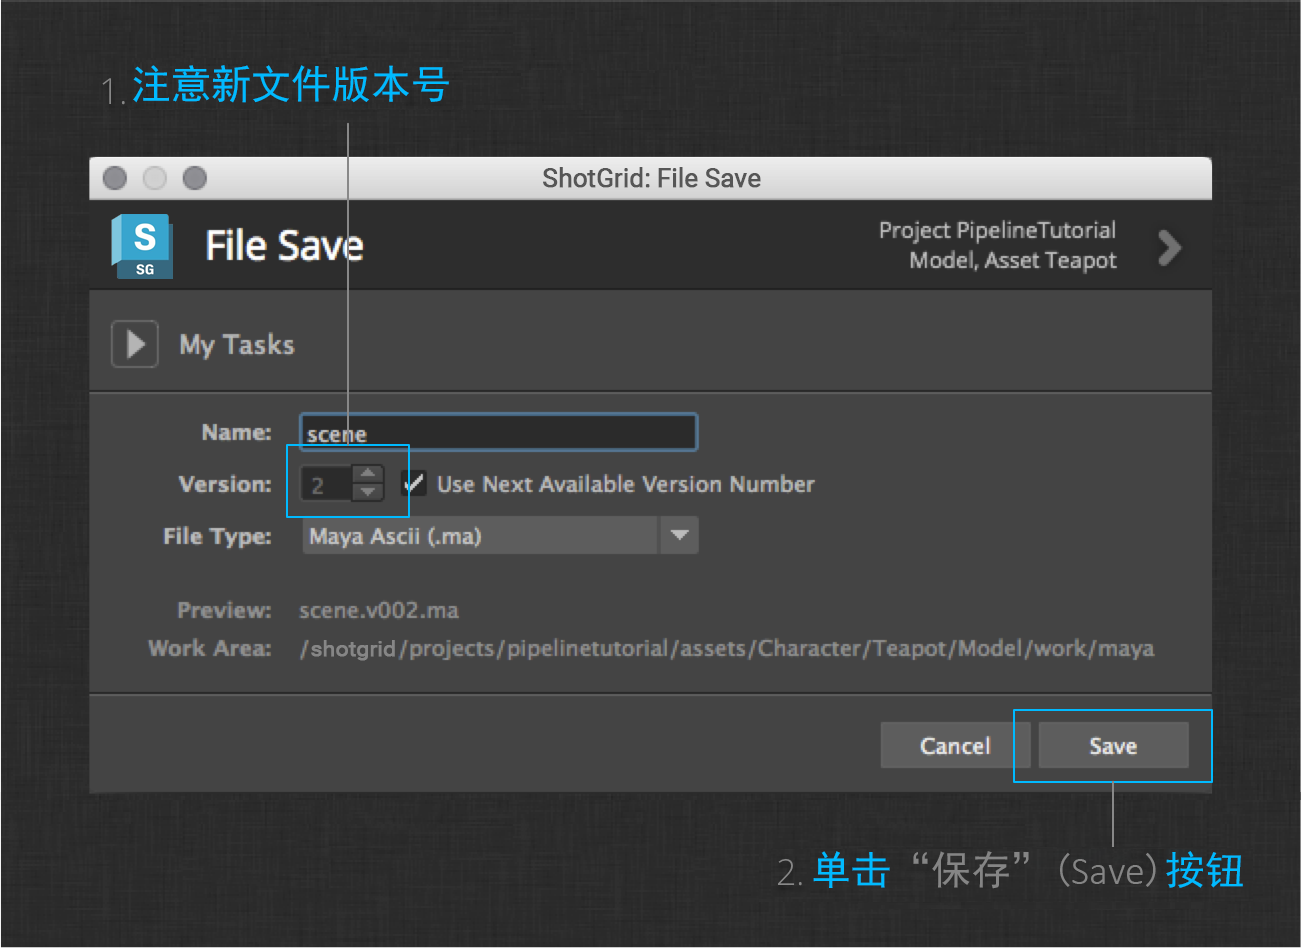 1. 注意新文件版本号
ShotGrid: File Save
S
SG
File Save
Project PipelineTutorial
Model, Asset Teapot
My Tasks
Name: scene
Version: 2 Use Next Available Version Number
File Type: Maya Ascii (.ma)
Preview: scene.v002.ma
Work Area: /shotgrid/projects/pipelinetutorial/assets/Character/Teapot/Model/work/maya
Cancel Save
2. 单击“保存”(Save)按钮